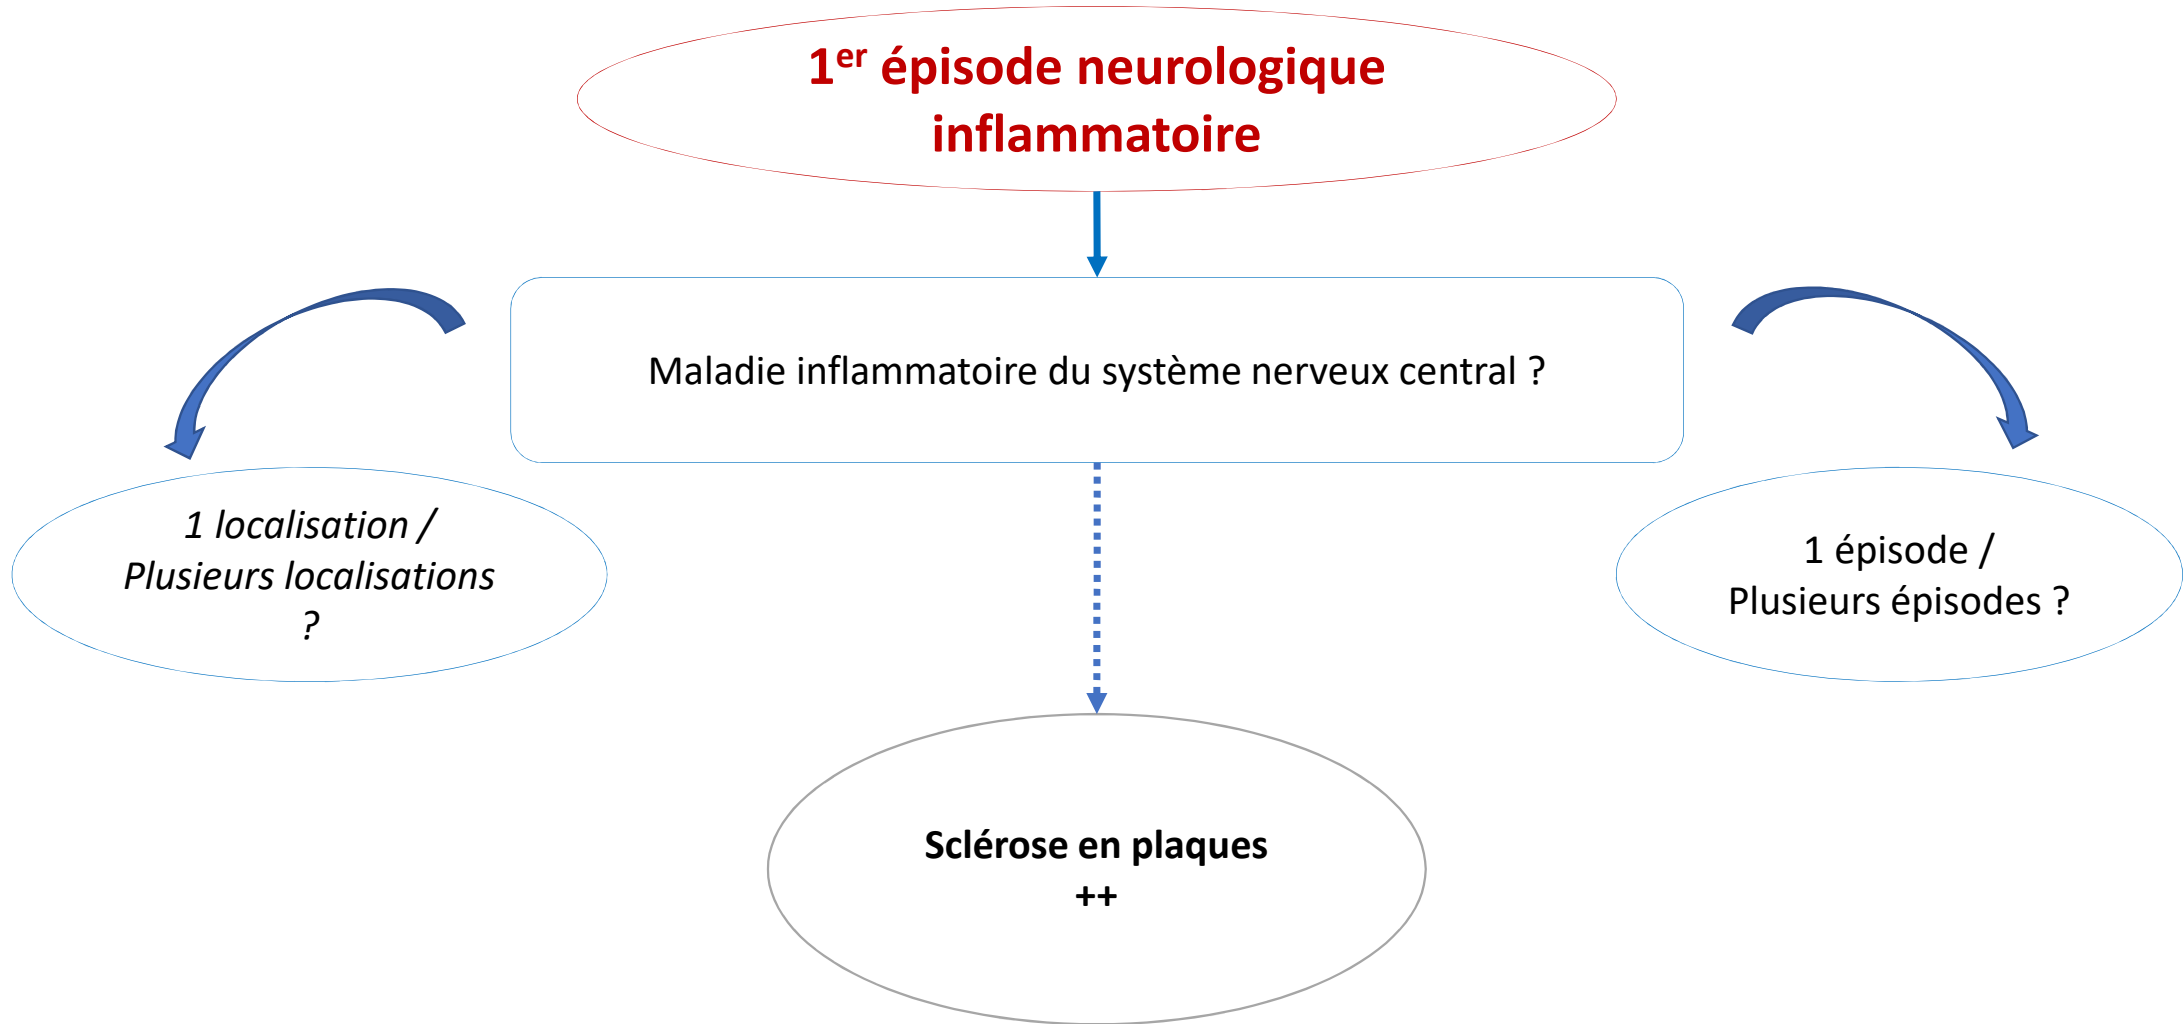 1er épisode neurologique
inflammatoire
Maladie inflammatoire du système nerveux central ?
1 localisation /
Plusieurs localisations
?
1 épisode /
Plusieurs épisodes ?
Sclérose en plaques
++